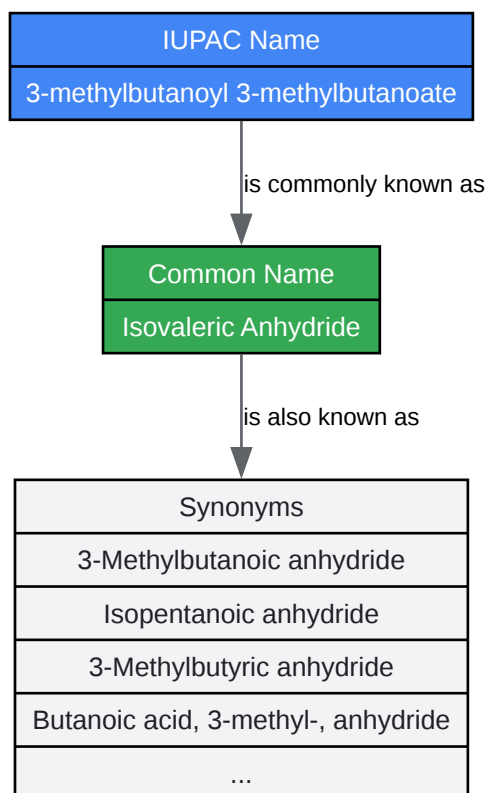 IUPAC Name
3-methylbutanoyl 3-methylbutanoate
is commonly known as
Common Name
Isovaleric Anhydride
is also known as
Synonyms
3-Methylbutanoic anhydride
Isopentanoic anhydride
3-Methylbutyric anhydride
Butanoic acid, 3-methyl-, anhydride
...